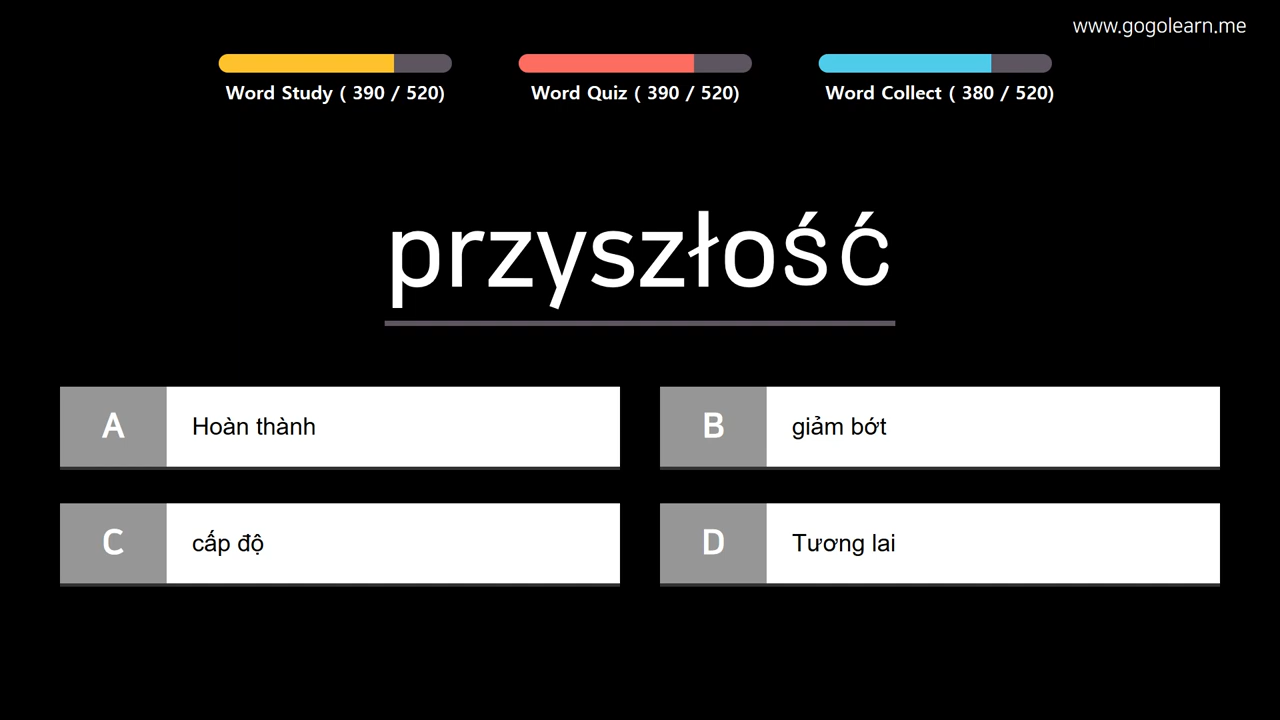 www.gogolearn.me
Word Study ( 390 / 520)
Word Quiz ( 390 / 520)
Word Collect ( 380 / 520)
przyszłość
A Hoàn thành
B giảm bớt
C cấp độ
D Tương lai